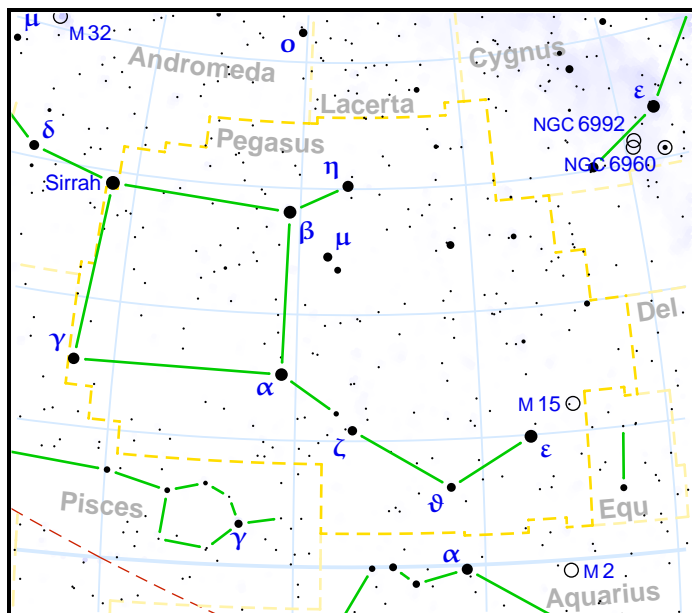 μ
M 32
ο
Andromeda
Cygnus
Lacerta
ε
NGC 6992
δ
Pegasus
NGC 6960
Sirrah
η
β
μ
Del
γ
α
M 15
ζ
ε
ϑ
Pisces
Equ
γ
α
M 2
Aquarius